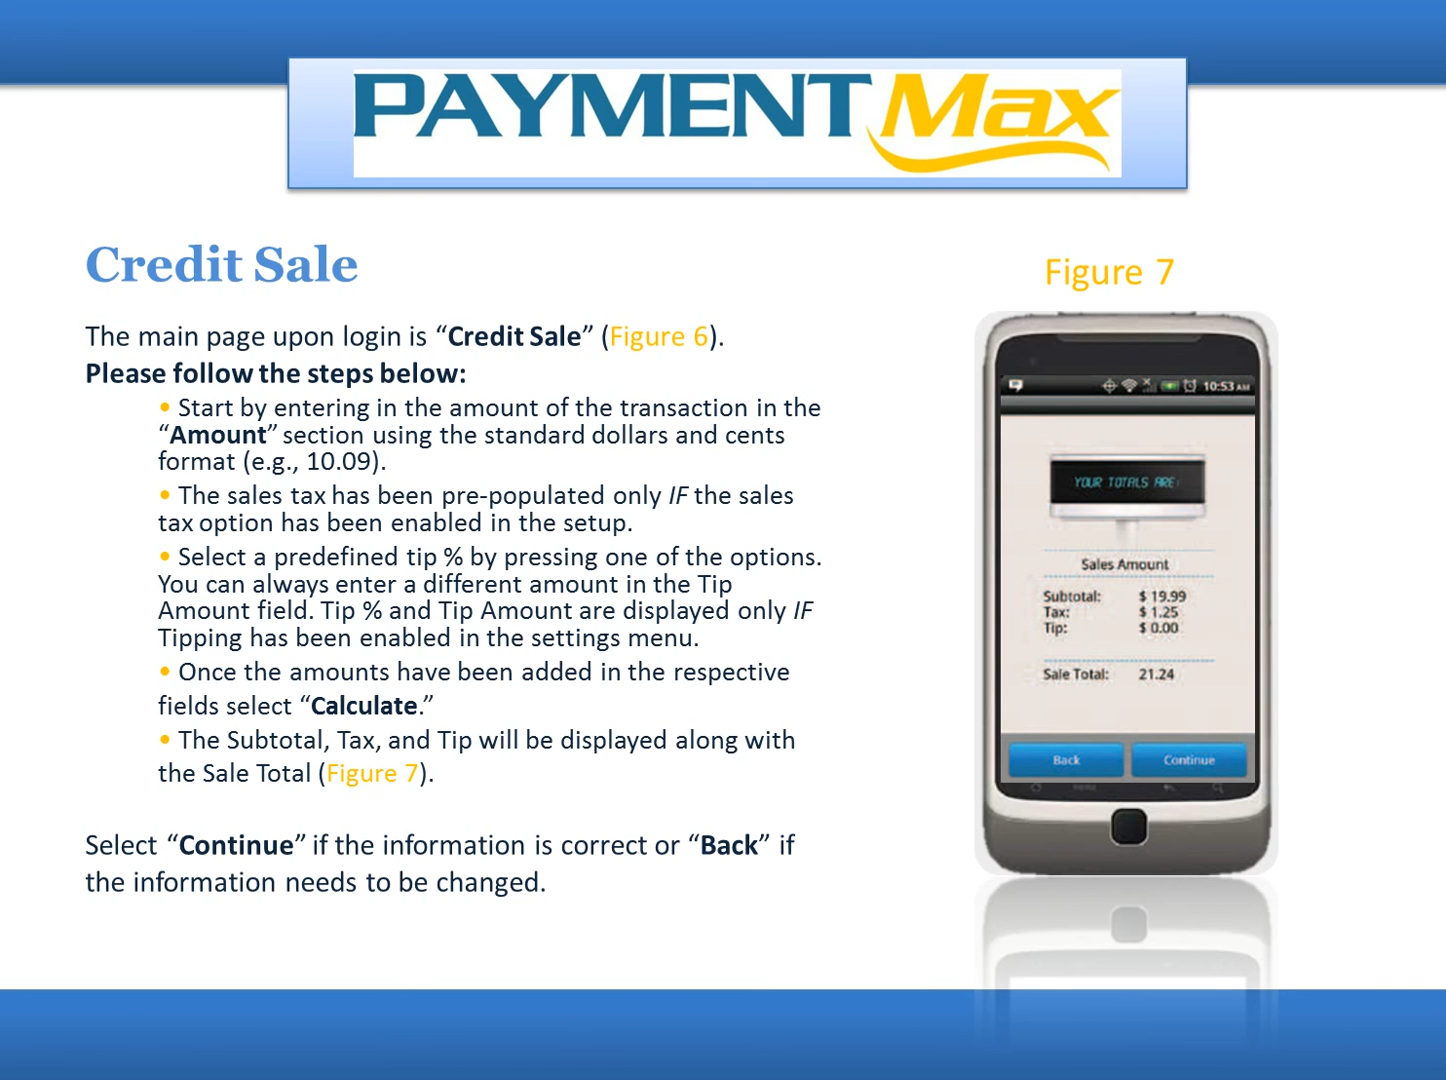 PAYMENTMax
Credit Sale
The main page upon login is “Credit Sale” (Figure 6).
Please follow the steps below:
• Start by entering in the amount of the transaction in the
“Amount” section using the standard dollars and cents
format (e.g., 10.09).
• The sales tax has been pre-populated only IF the sales
tax option has been enabled in the setup.
• Select a predefined tip % by pressing one of the options.
You can always enter a different amount in the Tip
Amount field. Tip % and Tip Amount are displayed only IF
Tipping has been enabled in the settings menu.
• Once the amounts have been added in the respective
fields select “Calculate.”
• The Subtotal, Tax, and Tip will be displayed along with
the Sale Total (Figure 7).
Select “Continue” if the information is correct or “Back” if
the information needs to be changed.
Figure 7
10:53 AM
YOUR TOTALS ARE:
Sales Amount
Subtotal: $ 19.99
Tax: $ 1.25
Tip: $ 0.00
Sale Total: 21.24
Back Continue
menu